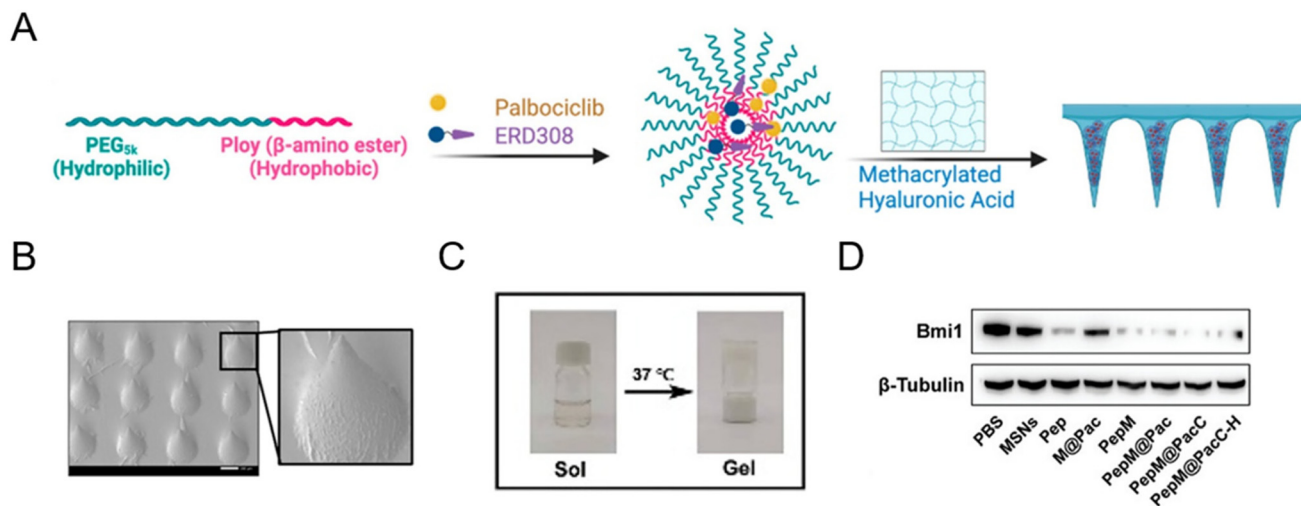 A
PEG5k
(Hydrophilic)
Ploy (β-amino ester)
(Hydrophobic)
Palbociclib
ERD308
Methacrylated
Hyaluronic Acid
B
C
Sol
37 ℃
Gel
D
Bmi1
β-Tubulin
PBS
MSNs
Pep
M@Pac
PepM
PepM@Pac
PepM@PacC
PepM@PacC-H